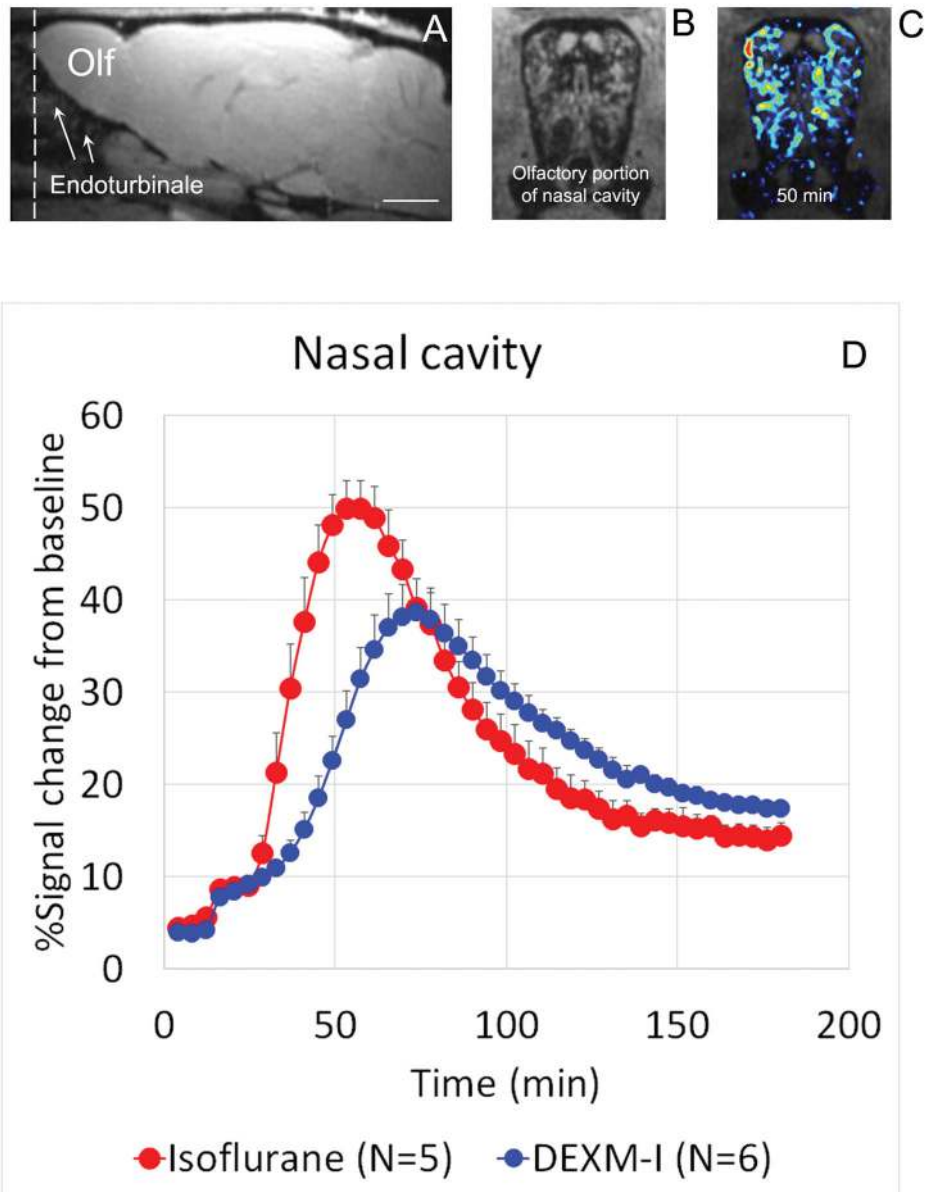 A
Olf
Endoturbinale
B
Olfactory portion
of nasal cavity
C
50 min
Nasal cavity
D
%Signal change from baseline
60
50
40
30
20
10
0
0 50 100 150 200
Time (min)
Isoflurane (N=5) DEXM-I (N=6)